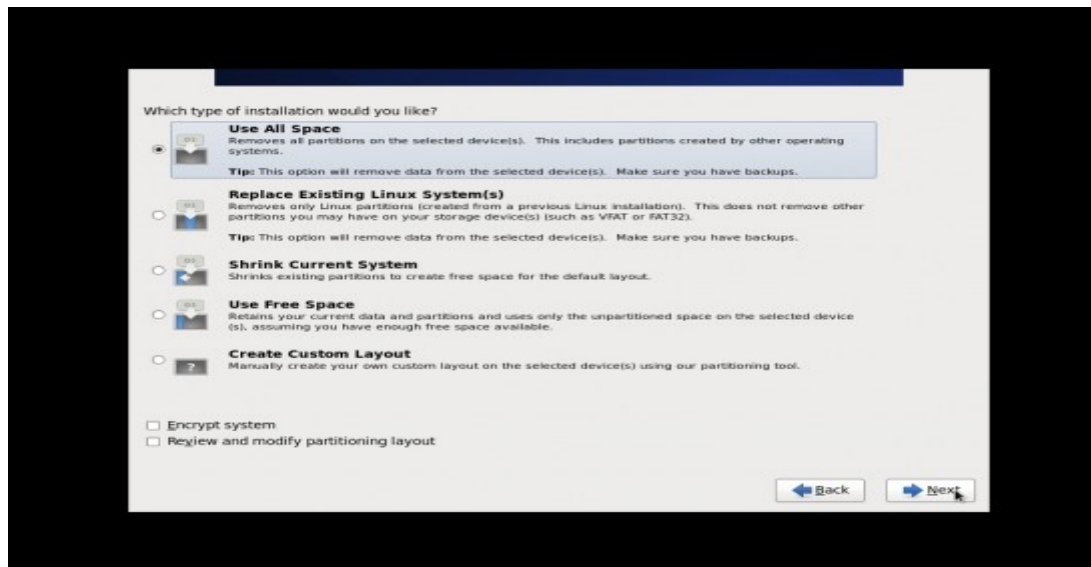 Which type of installation would you like?
Use All Space
Removes all partitions on the selected device(s). This includes partitions created by other operating
systems.
Tip: This option will remove data from the selected device(s). Make sure you have backups.
Replace Existing Linux System(s)
Removes only Linux partitions (created from a previous Linux installation). This does not remove other
partitions you may have on your storage device(s) (such as VFAT or FAT32).
Tip: This option will remove data from the selected device(s). Make sure you have backups.
Shrink Current System
Shrinks existing partitions to create free space for the default layout.
Use Free Space
Retains your current data and partitions and uses only the unpartitioned space on the selected device
(s), assuming you have enough free space available.
Create Custom Layout
?
Manually create your own custom layout on the selected device(s) using our partitioning tool.
Encrypt system
Review and modify partitioning layout
Back
Next